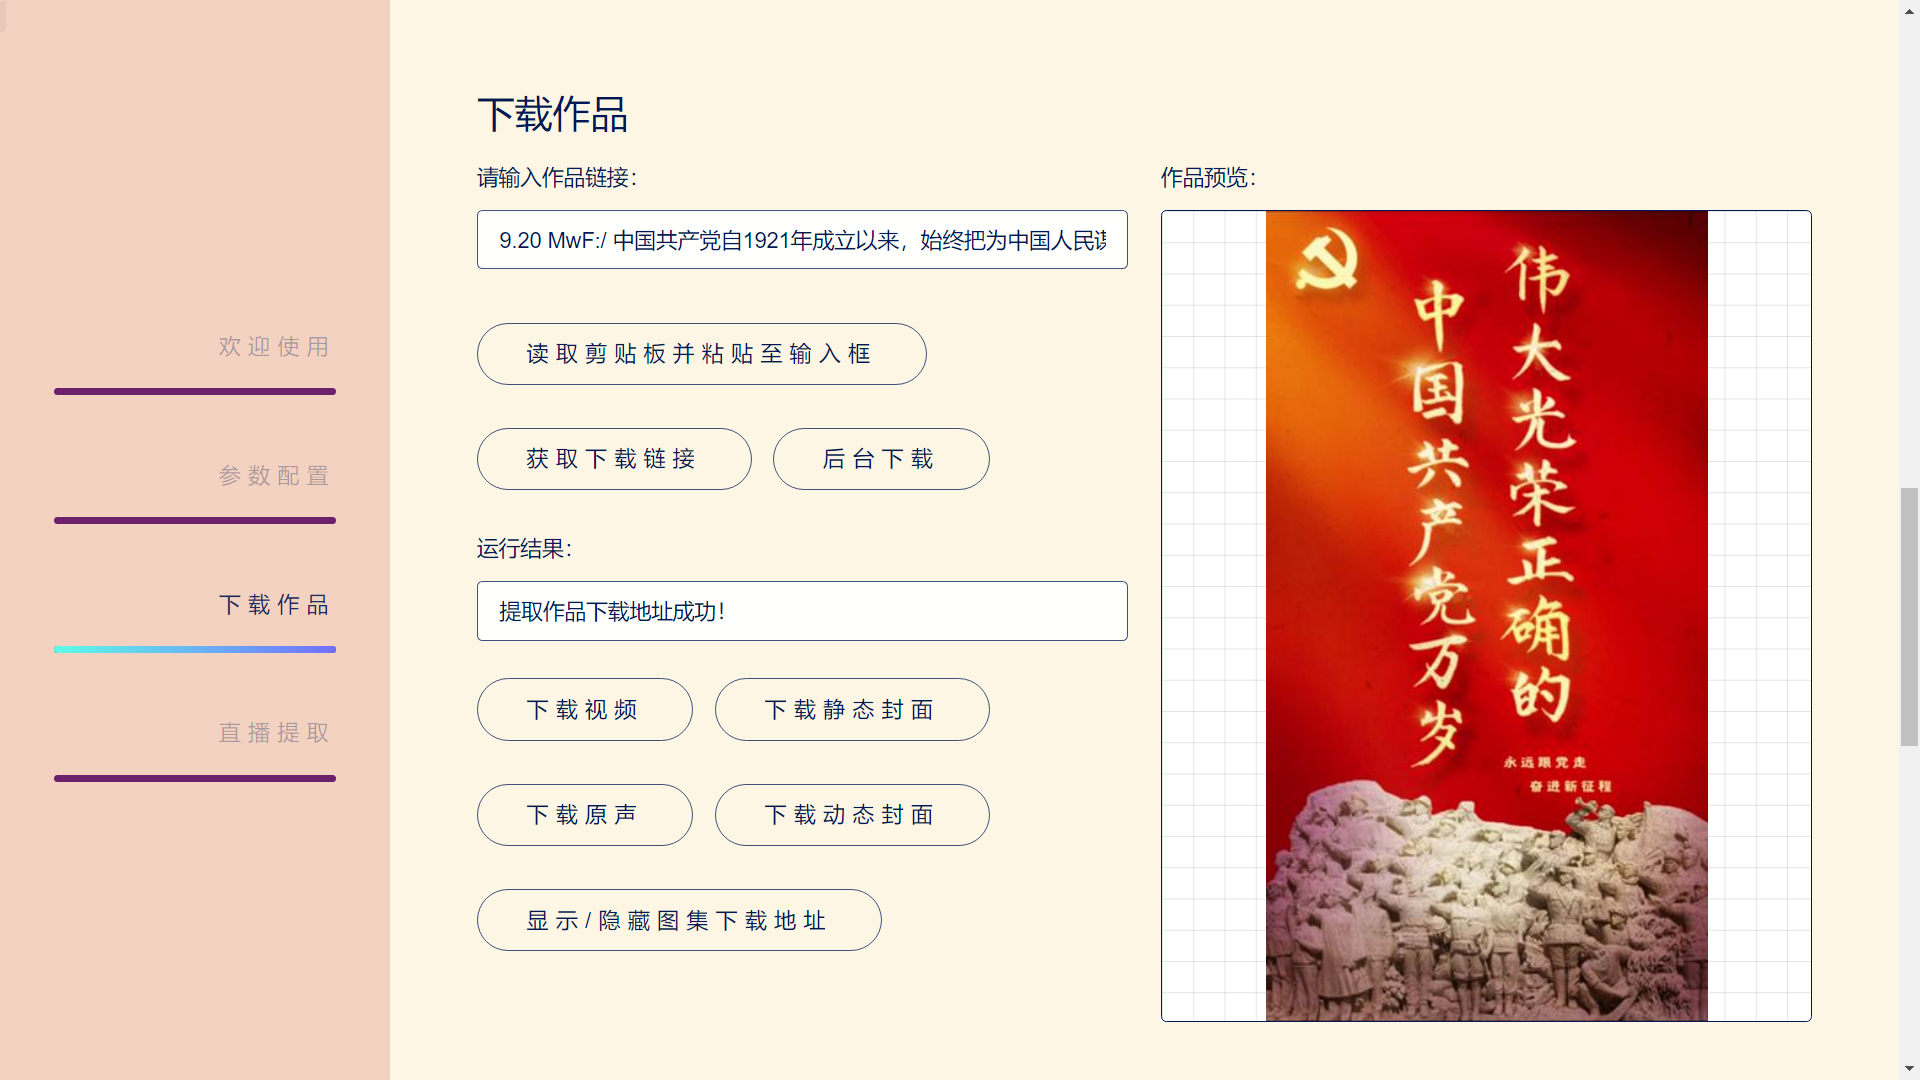 欢迎使用
参数配置
下载作品
直播提取
下载作品
请输入作品链接：
9.20 MwF:/ 中国共产党自1921年成立以来，始终把为中国人民
读取剪贴板并粘贴至输入框
获取下载链接
后台下载
运行结果：
提取作品下载地址成功！
下载视频
下载静态封面
下载原声
下载动态封面
显示/隐藏图集下载地址
作品预览：
伟大光荣正确的
中国共产党万岁
永远跟党走
奋进新征程